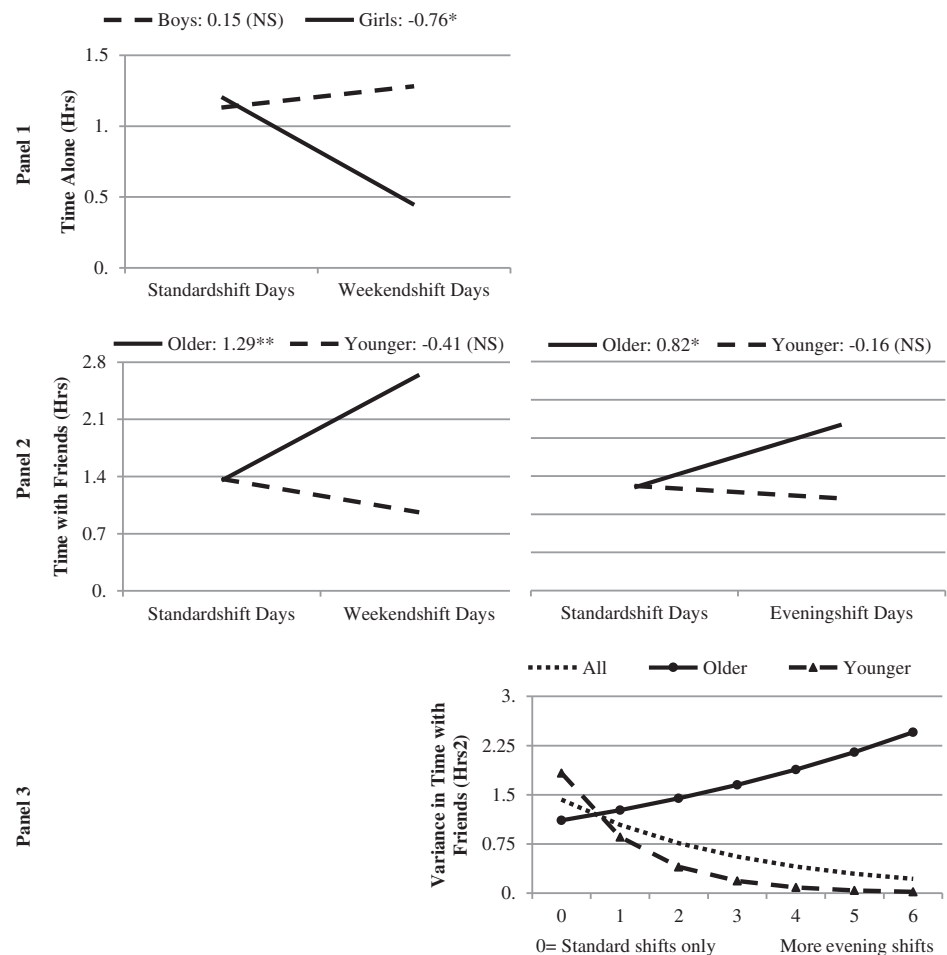 Boys: 0.15 (NS) Girls: -0.76*
Panel 1
Time Alone (Hrs)
1.5
1.
0.5
0.
Standardshift Days Weekendshift Days
Older: 1.29** Younger: -0.41 (NS)
Panel 2
Time with Friends (Hrs)
2.8
2.1
1.4
0.7
0.
Standardshift Days Weekendshift Days
Older: 0.82* Younger: -0.16 (NS)
Standardshift Days Eveningshift Days
Panel 3
All Older Younger
Variance in Time with
Friends (Hrs2)
3.
2.25
1.5
0.75
0.
0 1 2 3 4 5 6
0= Standard shifts only More evening shifts